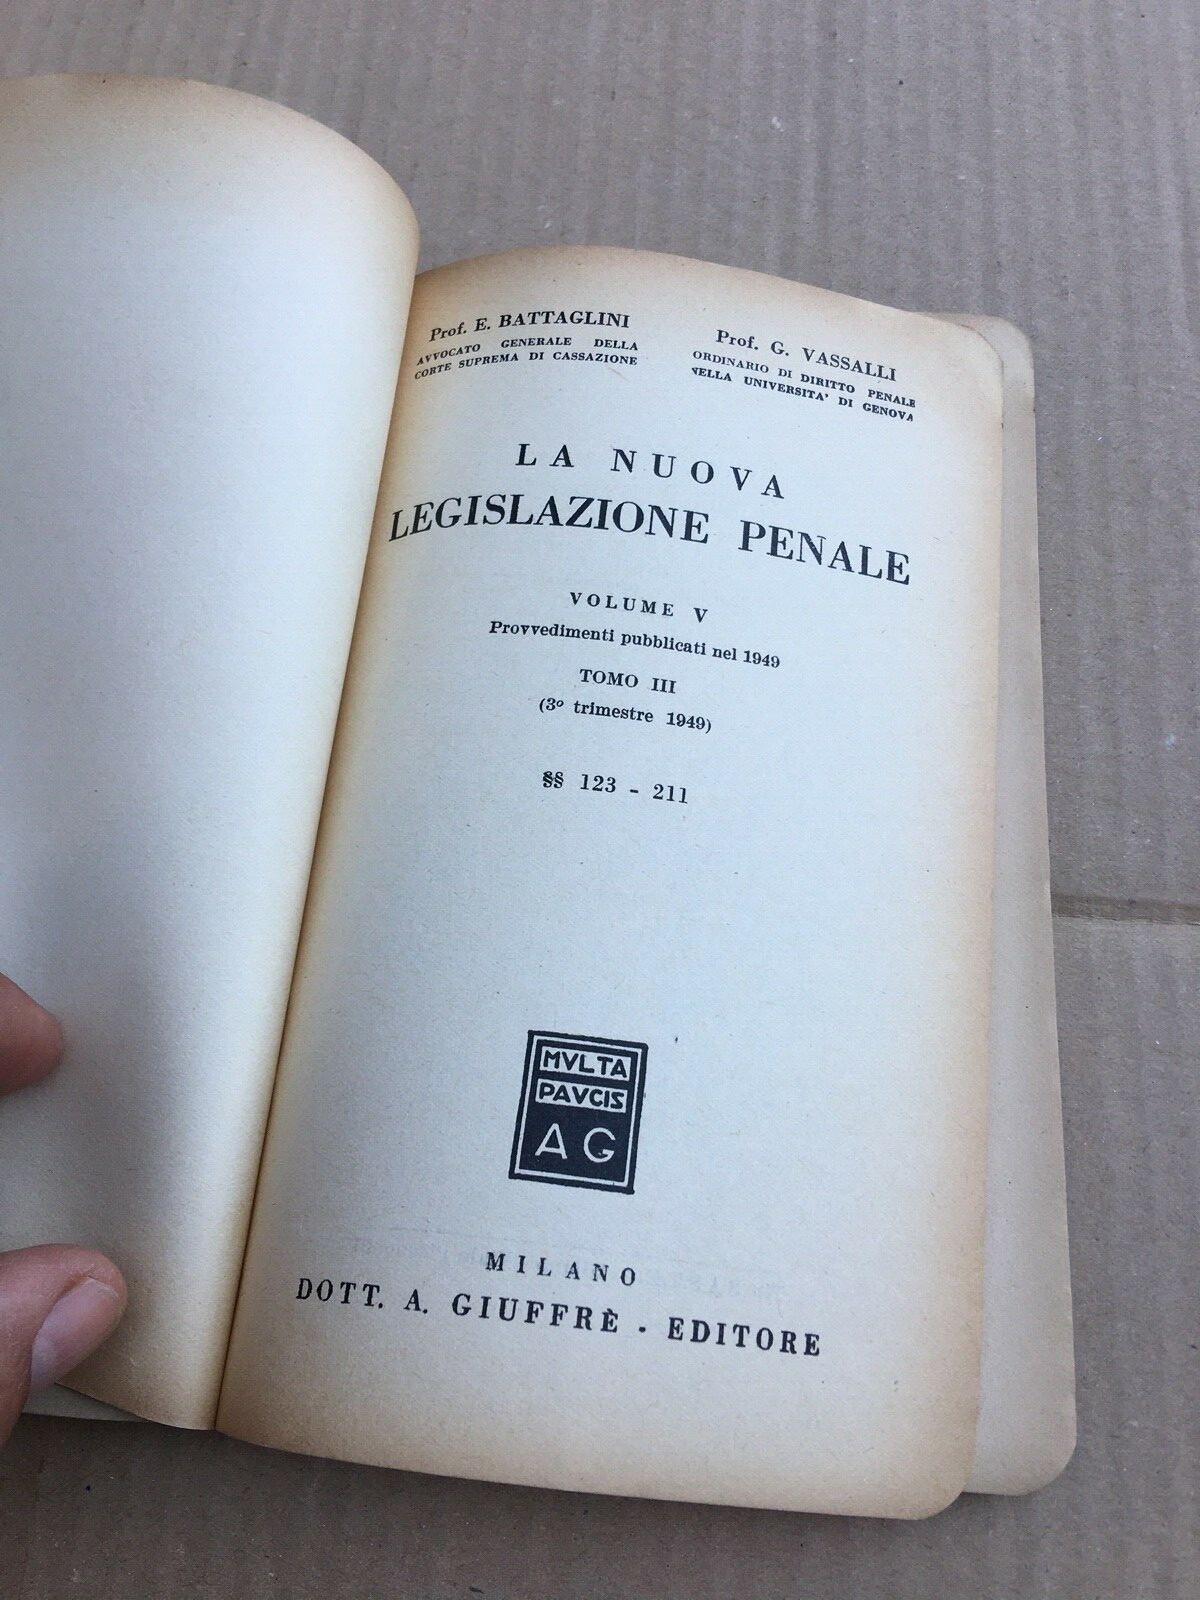 Prof. E. BATTAGLINI
AVVOCATO GENERALE DELLA
CORTE SUPREMA DI CASSAZIONE
Prof. G. VASSALLI
ORDINARIO DI DIRITTO PENALE
NELLA UNIVERSITA' DI GENOVA
LA NUOVA
LEGISLAZIONE PENALE
VOLUME V
Provvedimenti pubblicati nel 1949
TOMO III
(3º trimestre 1949)
§§ 123 - 211
MVLTA
PAVCIS
AG
MILANO
DOTT. A. GIUFFRÈ - EDITORE